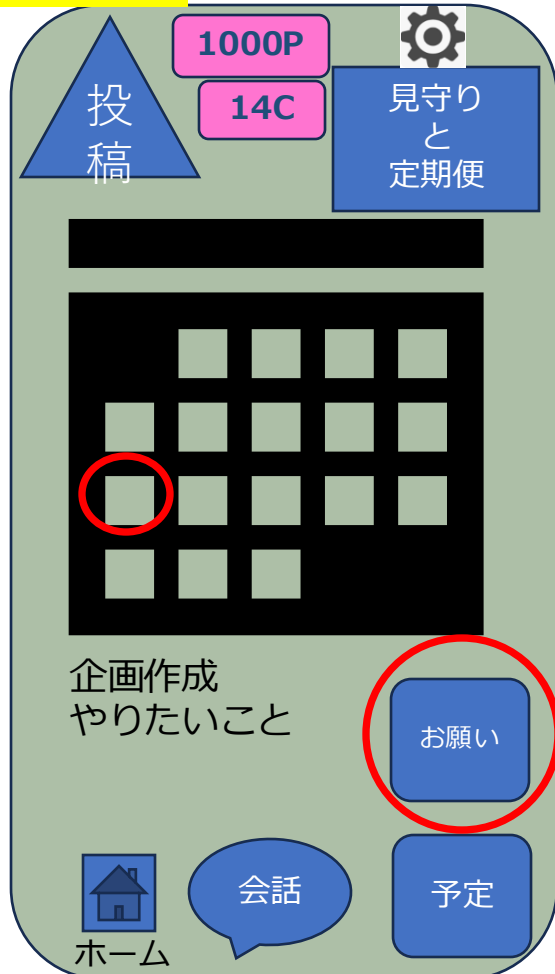 投
稿
1000P
14C
見守り
と
定期便
企画作成
やりたいこと
お願い
ホーム
会話
予定